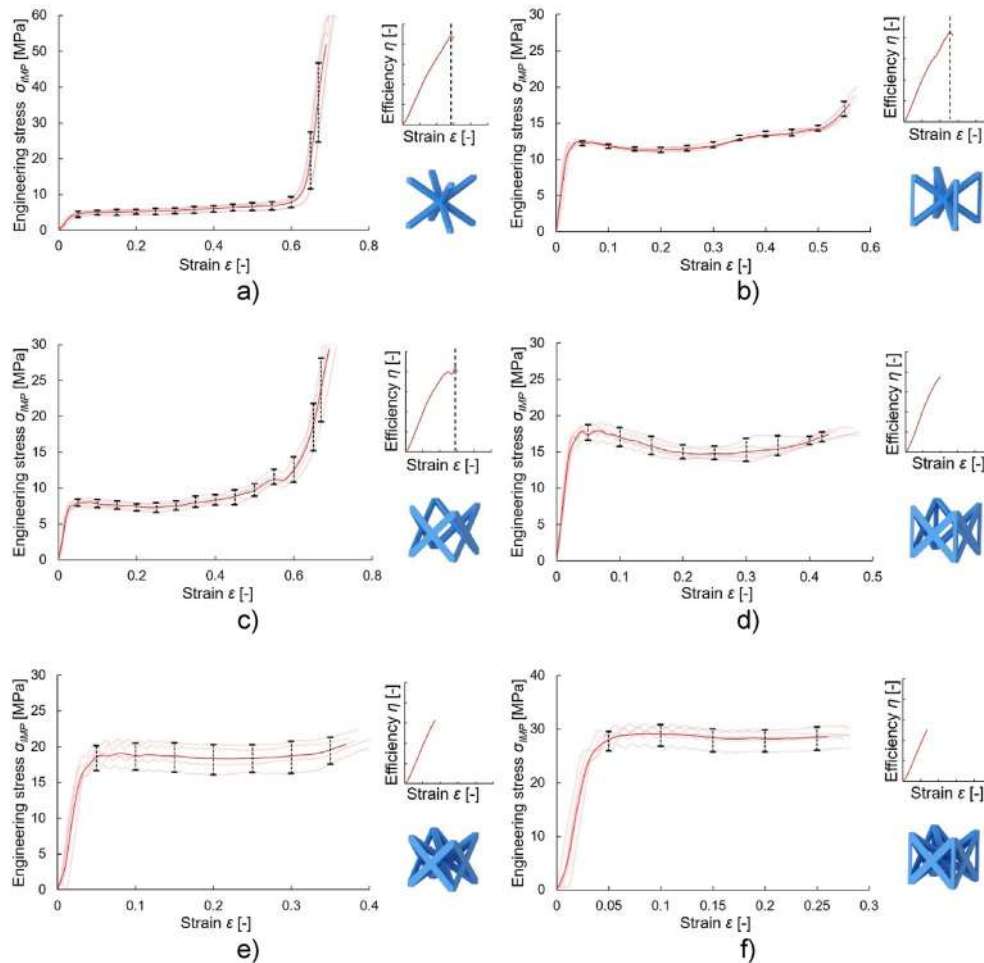 Engineering stress σIMP [MPa]
60
50
40
30
20
10
0
0 0.2 0.4 0.6 0.8
Strain ε [-]
Efficiency η [-]
Strain ε [-]
a)
Engineering stress σIMP [MPa]
30
25
20
15
10
5
0
0 0.1 0.2 0.3 0.4 0.5 0.6
Strain ε [-]
Efficiency η [-]
Strain ε [-]
b)
Engineering stress σIMP [MPa]
30
25
20
15
10
5
0
0 0.2 0.4 0.6 0.8
Strain ε [-]
Efficiency η [-]
Strain ε [-]
c)
Engineering stress σIMP [MPa]
30
25
20
15
10
5
0
0 0.1 0.2 0.3 0.4 0.5
Strain ε [-]
Efficiency η [-]
Strain ε [-]
d)
Engineering stress σIMP [MPa]
30
25
20
15
10
5
0
0 0.1 0.2 0.3 0.4
Strain ε [-]
Efficiency η [-]
Strain ε [-]
e)
Engineering stress σIMP [MPa]
40
30
20
10
0
0 0.05 0.1 0.15 0.2 0.25 0.3
Strain ε [-]
Efficiency η [-]
Strain ε [-]
f)